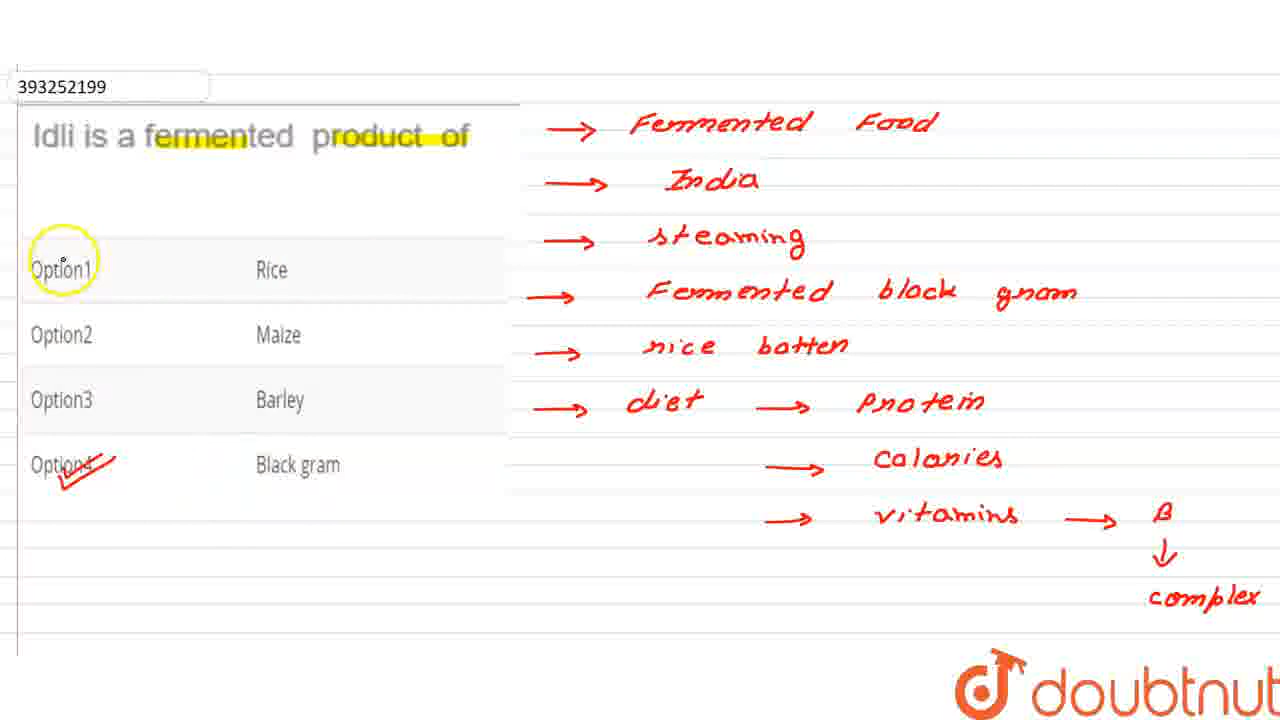 393252199
Idli is a fermented product of
Option1 Rice
Option2 Maize
Option3 Barley
Option4 Black gram
→ Fermented Food
→ India
→ steaming
→ Fermented black gram
→ rice batter
→ diet → Protein
→ calories
→ vitamins → B
↓
complex
doubtnut